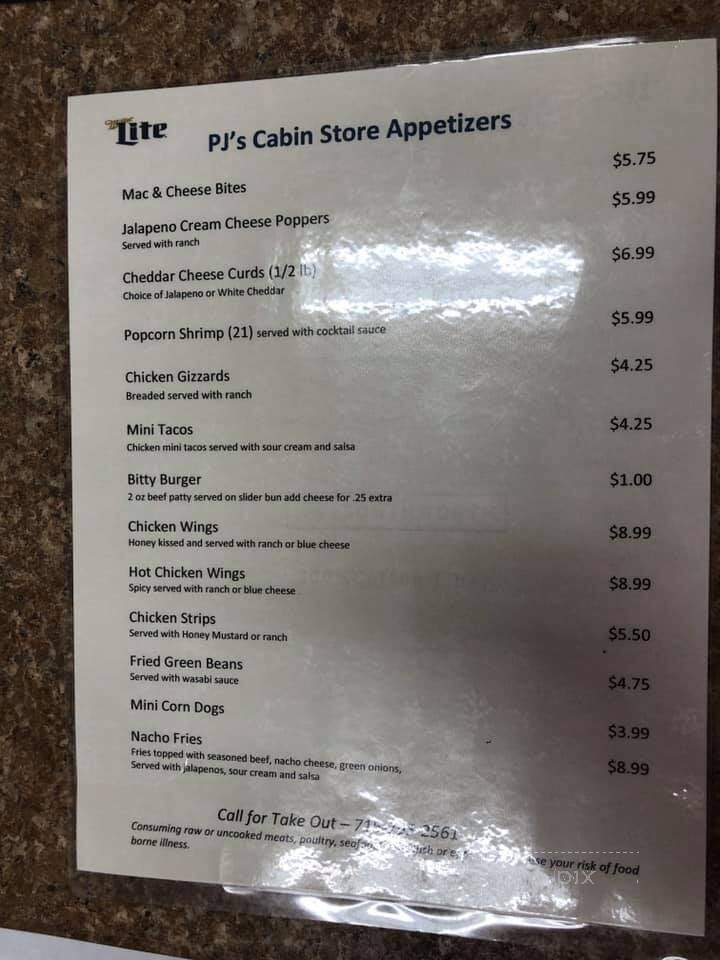 Miller
Lite
PJ's Cabin Store Appetizers
Mac & Cheese Bites $5.75
Jalapeno Cream Cheese Poppers $5.99
Served with ranch
Cheddar Cheese Curds (1/2 lb) $6.99
Choice of Jalapeno or White Cheddar
Popcorn Shrimp (21) served with cocktail sauce $5.99
Chicken Gizzards $4.25
Breaded served with ranch
Mini Tacos $4.25
Chicken mini tacos served with sour cream and salsa
Bitty Burger $1.00
2 oz beef patty served on slider bun add cheese for .25 extra
Chicken Wings $8.99
Honey kissed and served with ranch or blue cheese
Hot Chicken Wings $8.99
Spicy served with ranch or blue cheese
Chicken Strips $5.50
Served with Honey Mustard or ranch
Fried Green Beans $4.75
Served with wasabi sauce
Mini Corn Dogs $3.99
Nacho Fries $8.99
Fries topped with seasoned beef, nacho cheese, green onions,
Served with jalapenos, sour cream and salsa
Call for Take Out – 2561
Consuming raw or uncooked meats, poultry, or your risk of food
borne illness.